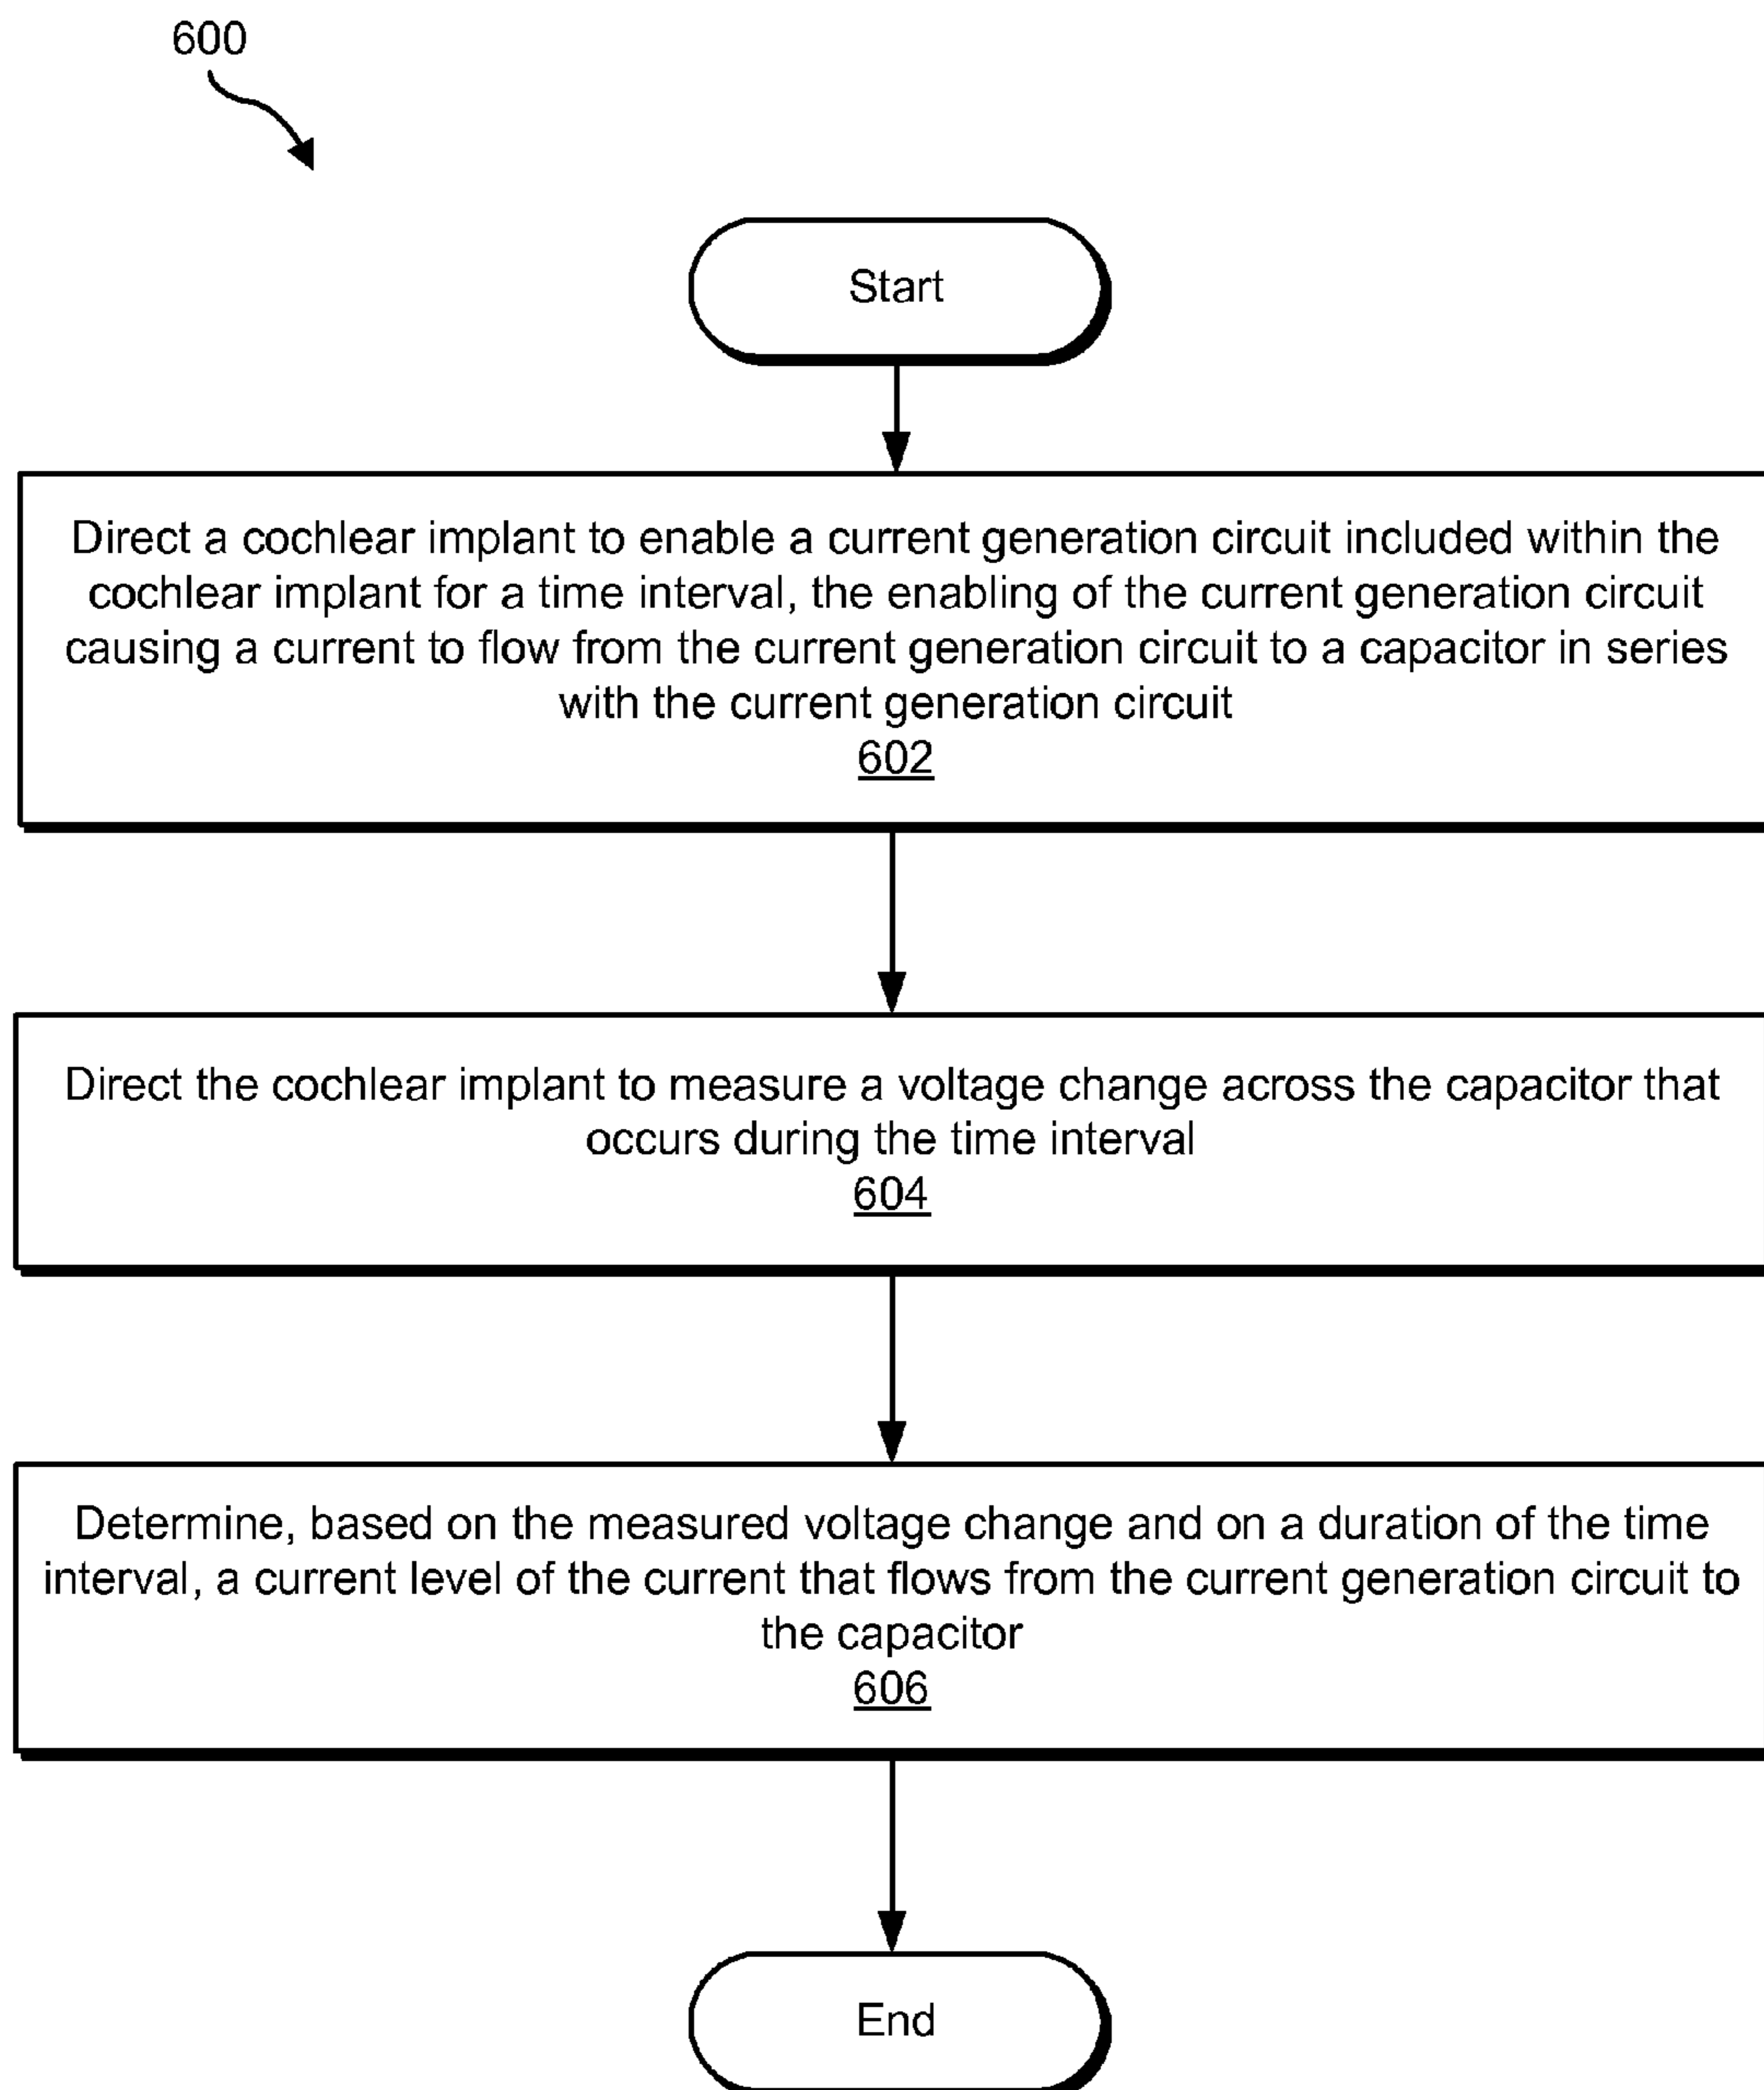 600
Start
Direct a cochlear implant to enable a current generation circuit included within the
cochlear implant for a time interval, the enabling of the current generation circuit
causing a current to flow from the current generation circuit to a capacitor in series
with the current generation circuit
602
Direct the cochlear implant to measure a voltage change across the capacitor that
occurs during the time interval
604
Determine, based on the measured voltage change and on a duration of the time
interval, a current level of the current that flows from the current generation circuit to
the capacitor
606
End